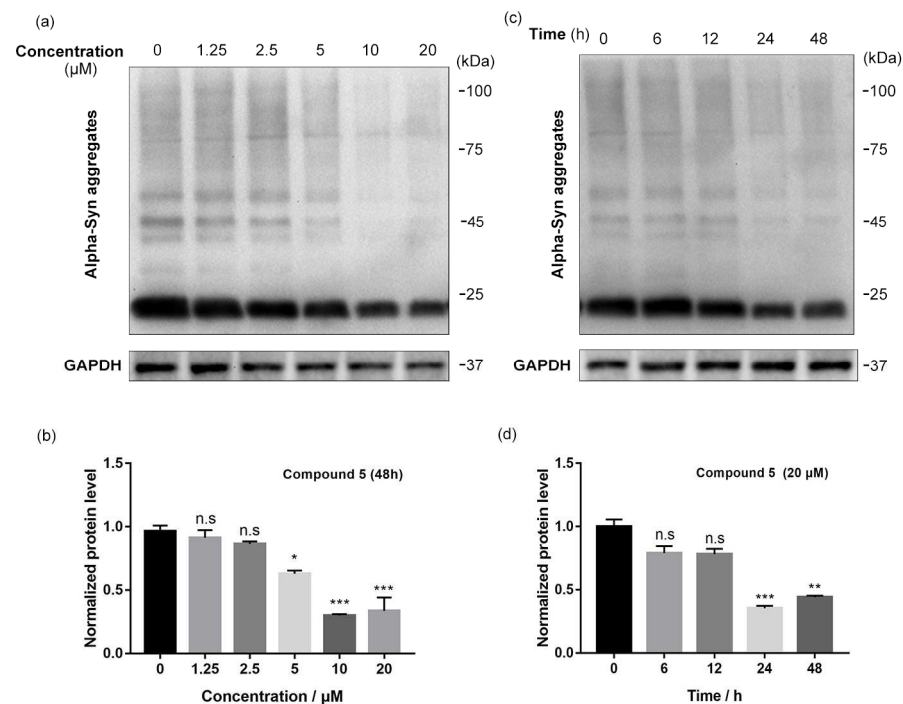 (a)
Concentration
(µM)
0 1.25 2.5 5 10 20
(kDa)
Alpha-Syn aggregates
-100
-75
-45
-25
GAPDH
-37
(c)
Time (h)
0 6 12 24 48
(kDa)
Alpha-Syn aggregates
-100
-75
-45
-25
GAPDH
-37
(b)
Compound 5 (48h)
Normalized protein level
1.5
1.0
0.5
0.0
n.s
n.s
*
***
***
0 1.25 2.5 5 10 20
Concentration / µM
(d)
Compound 5 (20 µM)
Normalized protein level
1.5
1.0
0.5
0.0
n.s
n.s
***
**
0 6 12 24 48
Time / h